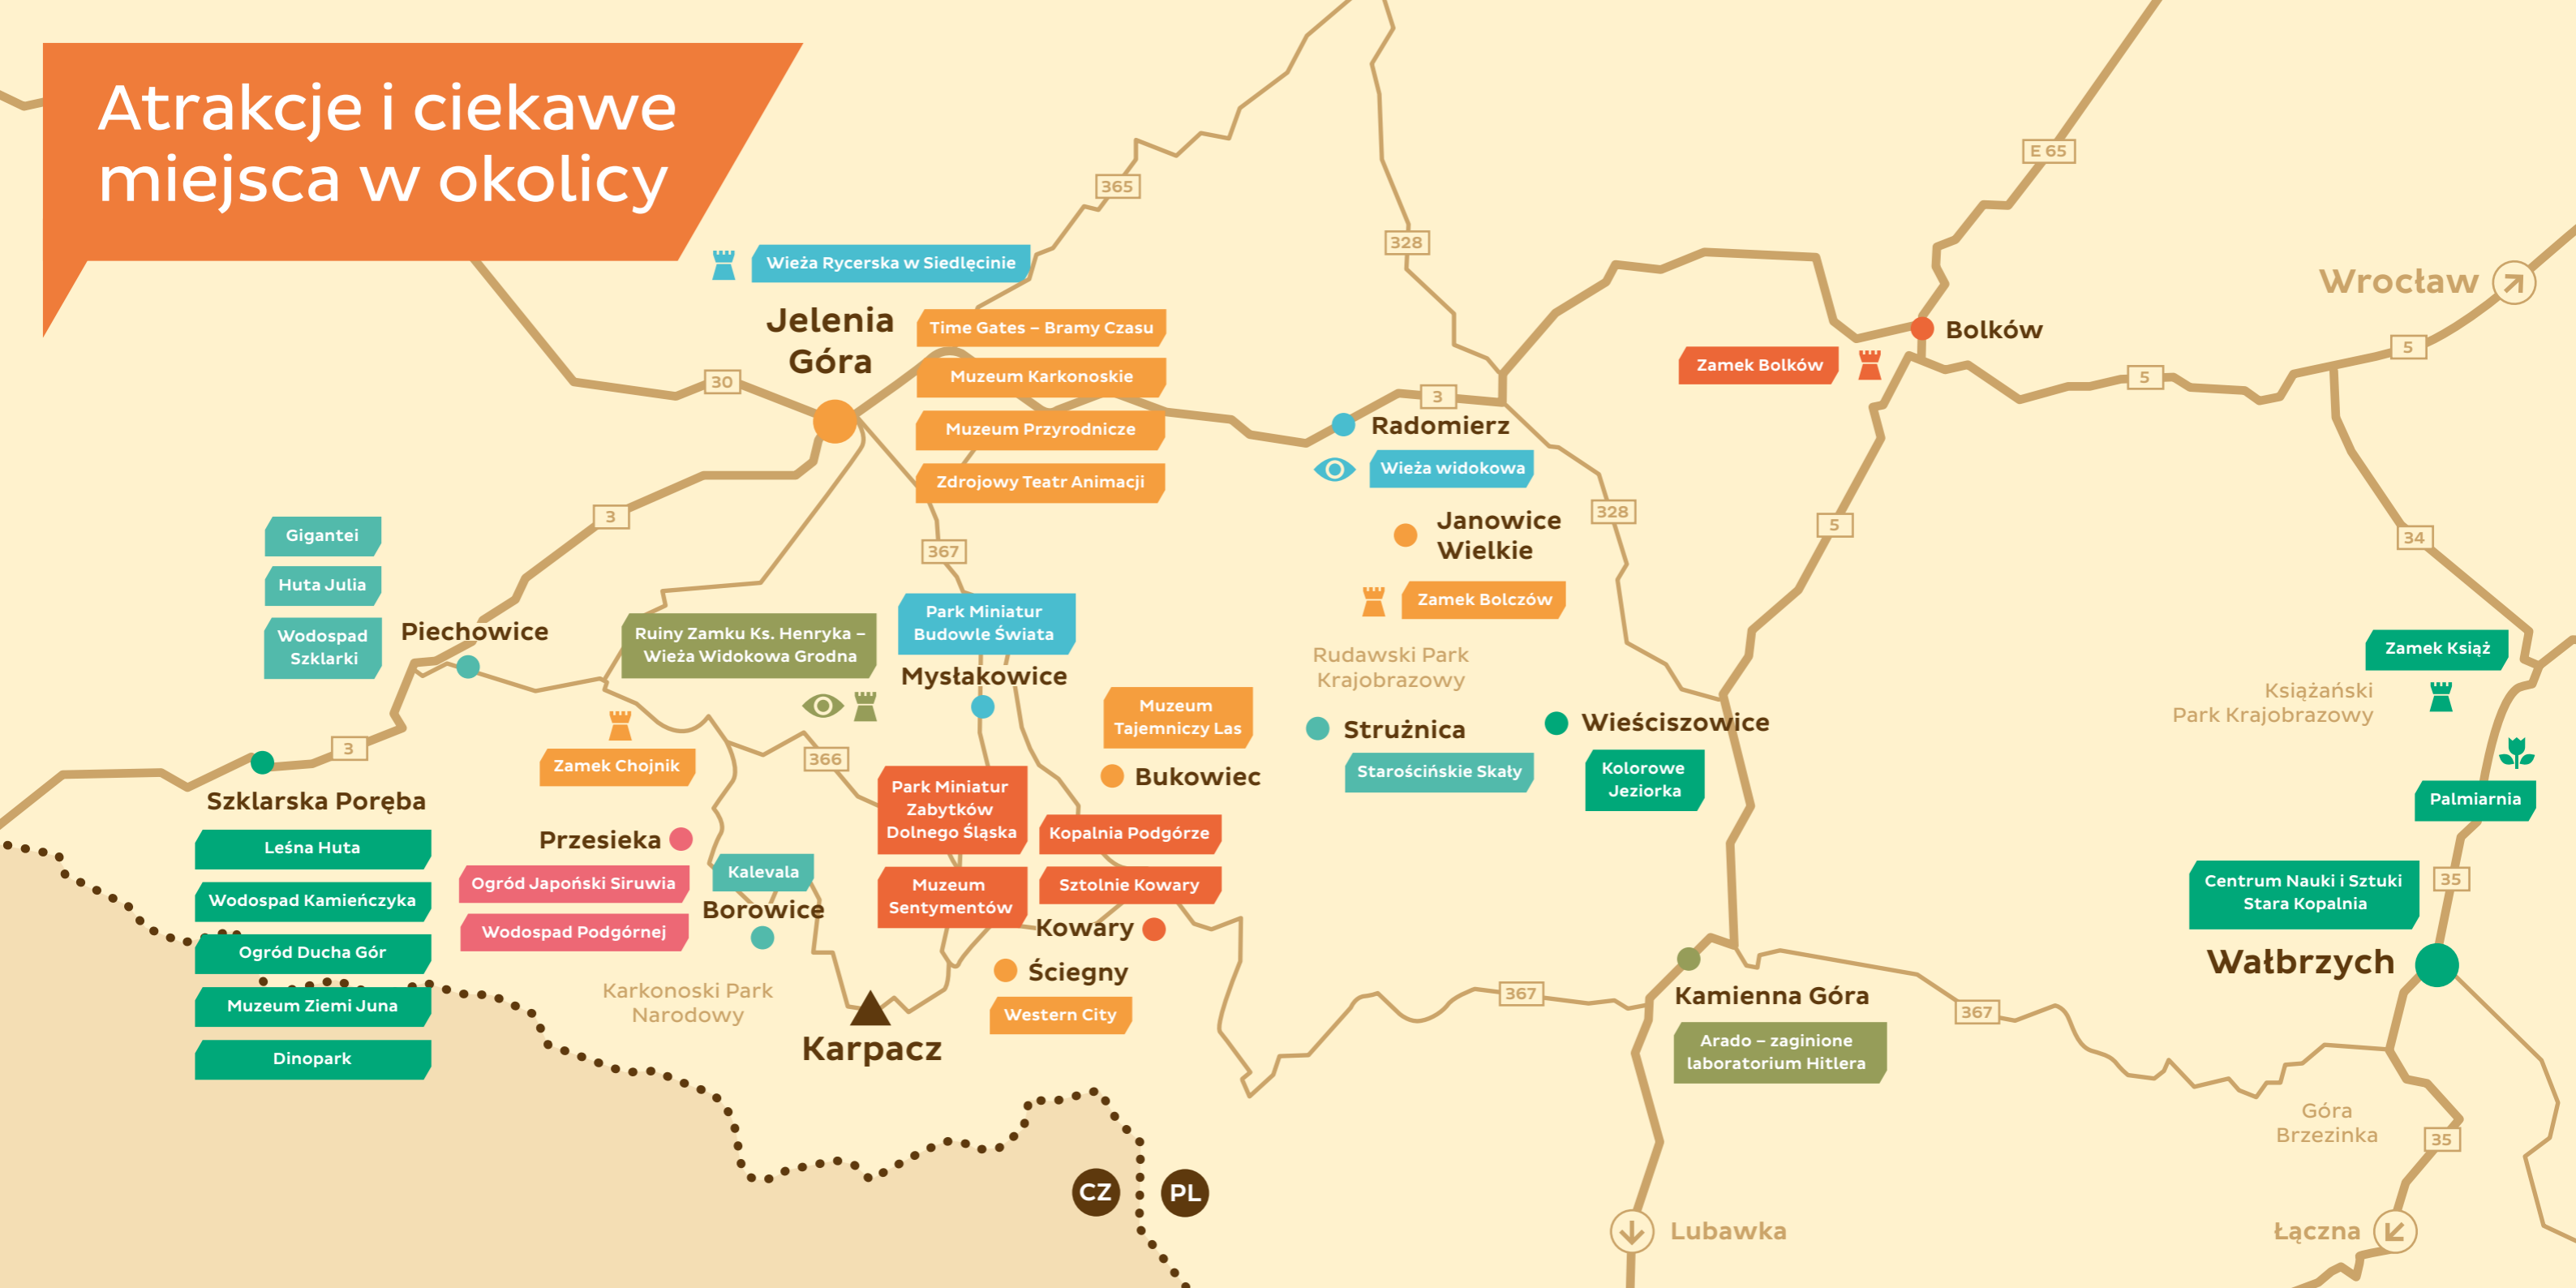 Atrakcje i ciekawe
miejsca w okolicy
E 65
365
328
Wieża Rycerska w Siedlęcinie
Wrocław
Jelenia
Góra
Time Gates – Bramy Czasu
Muzeum Karkonoskie
Muzeum Przyrodnicze
Zdrojowy Teatr Animacji
30
3
Radomierz
Wieża widokowa
Bolków
Zamek Bolków
5
5
3
Gigantei
Huta Julia
Wodospad
Szklarki
Piechowice
367
Janowice
Wielkie
Zamek Bolczów
328
5
34
Ruiny Zamku Ks. Henryka –
Wieża Widokowa Grodna
Park Miniatur
Budowle Świata
Mysłakowice
Rudawski Park
Krajobrazowy
Zamek Książ
Książański
Park Krajobrazowy
Palmiarnia
3
Szklarska Poręba
Leśna Huta
Wodospad Kamieńczyka
Ogród Ducha Gór
Muzeum Ziemi Juna
Dinopark
Zamek Chojnik
366
Muzeum
Tajemniczy Las
Bukowiec
Strużnica
Starościńskie Skały
Wieściszowice
Kolorowe
Jeziorka
Przesieka
Ogród Japoński Siruwia
Wodospad Podgórnej
Kalevala
Borowice
Park Miniatur
Zabytków
Dolnego Śląska
Muzeum
Sentymentów
Kopalnia Podgórze
Sztolnie Kowary
Kowary
Ściegny
Western City
Karkonoski Park
Narodowy
Karpacz
35
Centrum Nauki i Sztuki
Stara Kopalnia
Wałbrzych
367
Kamienna Góra
Arado – zaginione
laboratorium Hitlera
367
Góra
Brzezinka
35
CZ
PL
Lubawka
Łączna